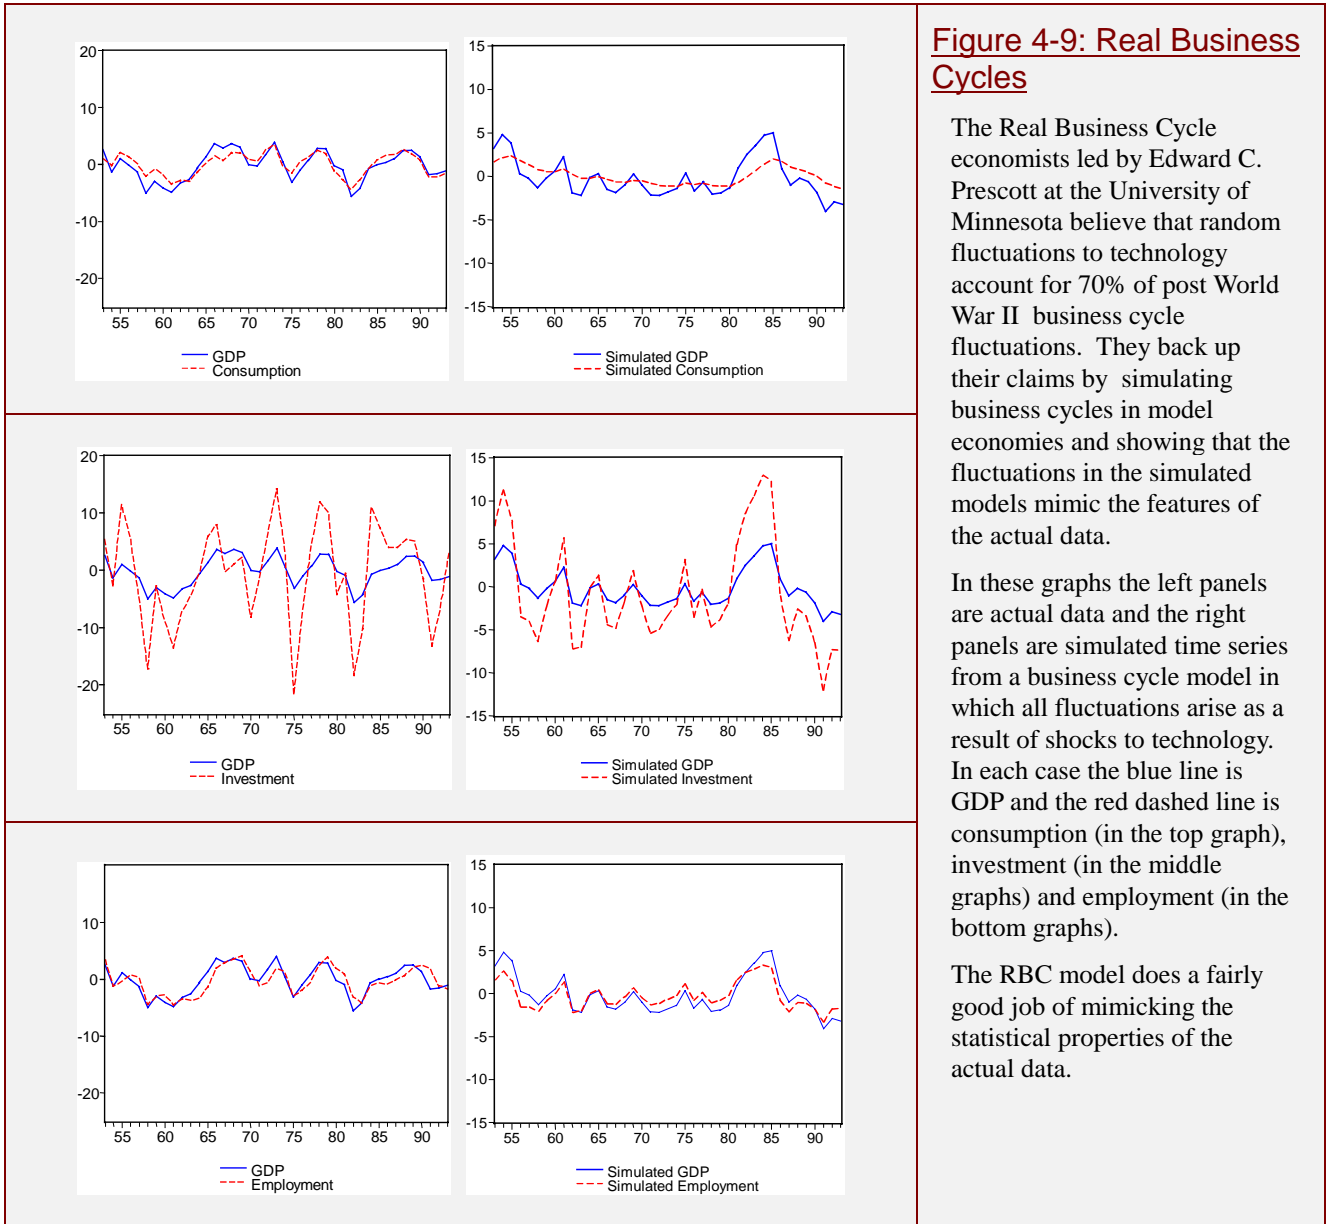 20
10
0
-10
-20
55 60 65 70 75 80 85 90
GDP
Consumption
15
10
5
0
-5
-10
-15
55 60 65 70 75 80 85 90
Simulated GDP
Simulated Consumption
20
10
0
-10
-20
55 60 65 70 75 80 85 90
GDP
Investment
15
10
5
0
-5
-10
-15
55 60 65 70 75 80 85 90
Simulated GDP
Simulated Investment
10
0
-10
-20
55 60 65 70 75 80 85 90
GDP
Employment
15
10
5
0
-5
-10
-15
55 60 65 70 75 80 85 90
Simulated GDP
Simulated Employment
Figure 4-9: Real Business
Cycles
The Real Business Cycle
economists led by Edward C.
Prescott at the University of
Minnesota believe that random
fluctuations to technology
account for 70% of post World
War II business cycle
fluctuations. They back up
their claims by simulating
business cycles in model
economies and showing that the
fluctuations in the simulated
models mimic the features of
the actual data.
In these graphs the left panels
are actual data and the right
panels are simulated time series
from a business cycle model in
which all fluctuations arise as a
result of shocks to technology.
In each case the blue line is
GDP and the red dashed line is
consumption (in the top graph),
investment (in the middle
graphs) and employment (in the
bottom graphs).
The RBC model does a fairly
good job of mimicking the
statistical properties of the
actual data.